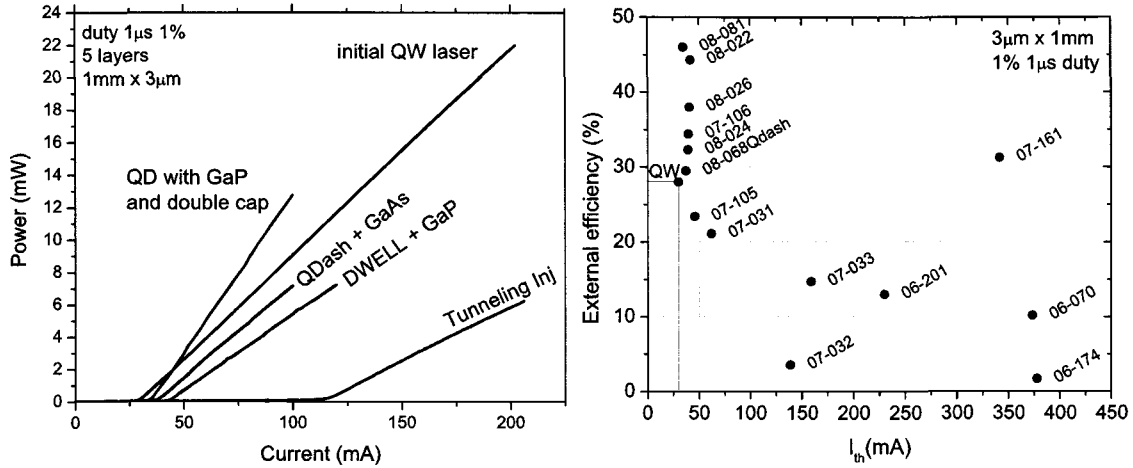 duty 1µs 1%
5 layers
1mm x 3µm
initial QW laser
QD with GaP
and double cap
QDash + GaAs
DWELL + GaP
Tunneling Inj
24
22
20
18
16
14
12
10
8
6
4
2
0
Power (mW)
0
50
100
150
200
Current (mA)
3µm x 1mm
1% 1µs duty
08-081
08-022
08-026
07-106
08-024
08-068Qdash
QW
07-161
07-105
07-031
07-033
06-201
07-032
06-070
06-174
50
40
30
20
10
0
External efficiency (%)
0
50
100
150
200
250
300
350
400
450
Ith(mA)